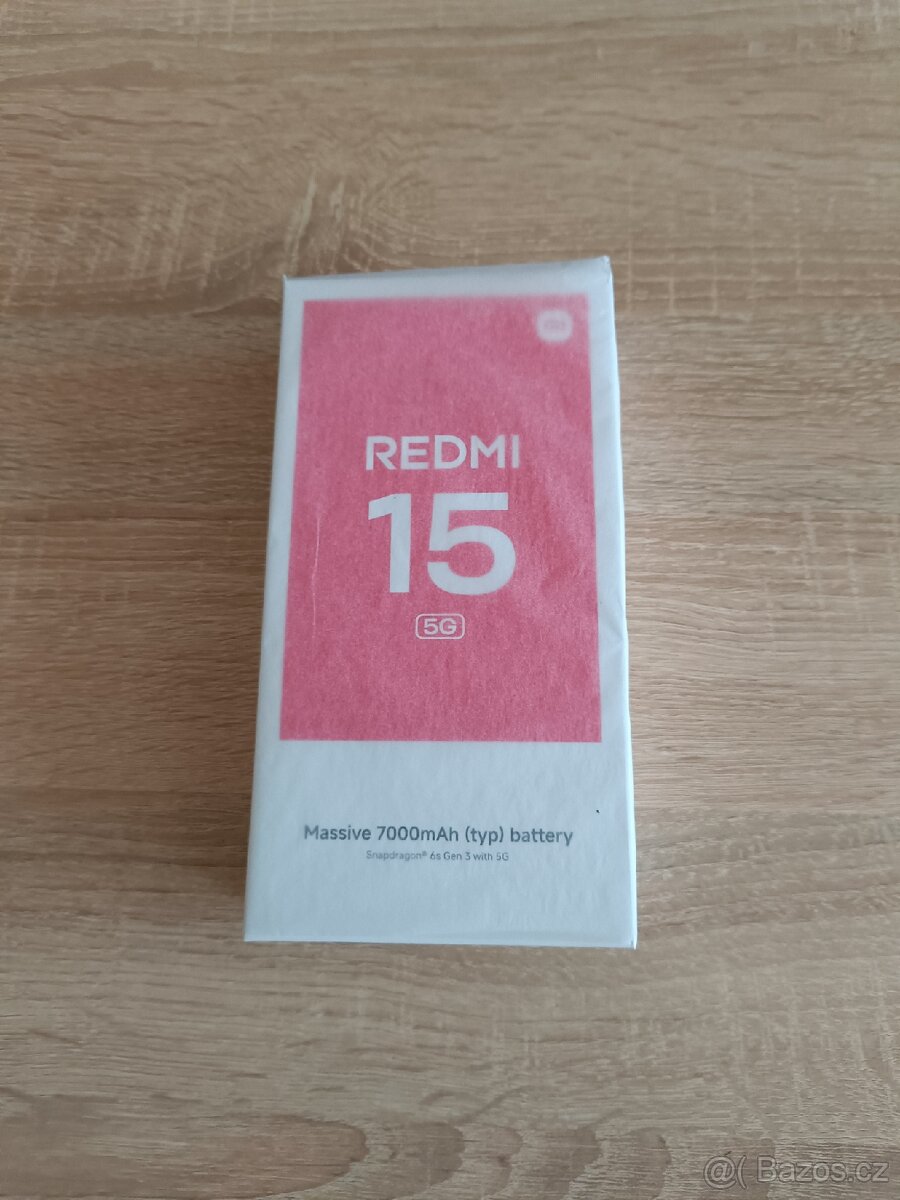 REDMI
15
5G
Massive 7000mAh (typ) battery
Snapdragon® 6s Gen 3 with 5G
@( Bazos.cz